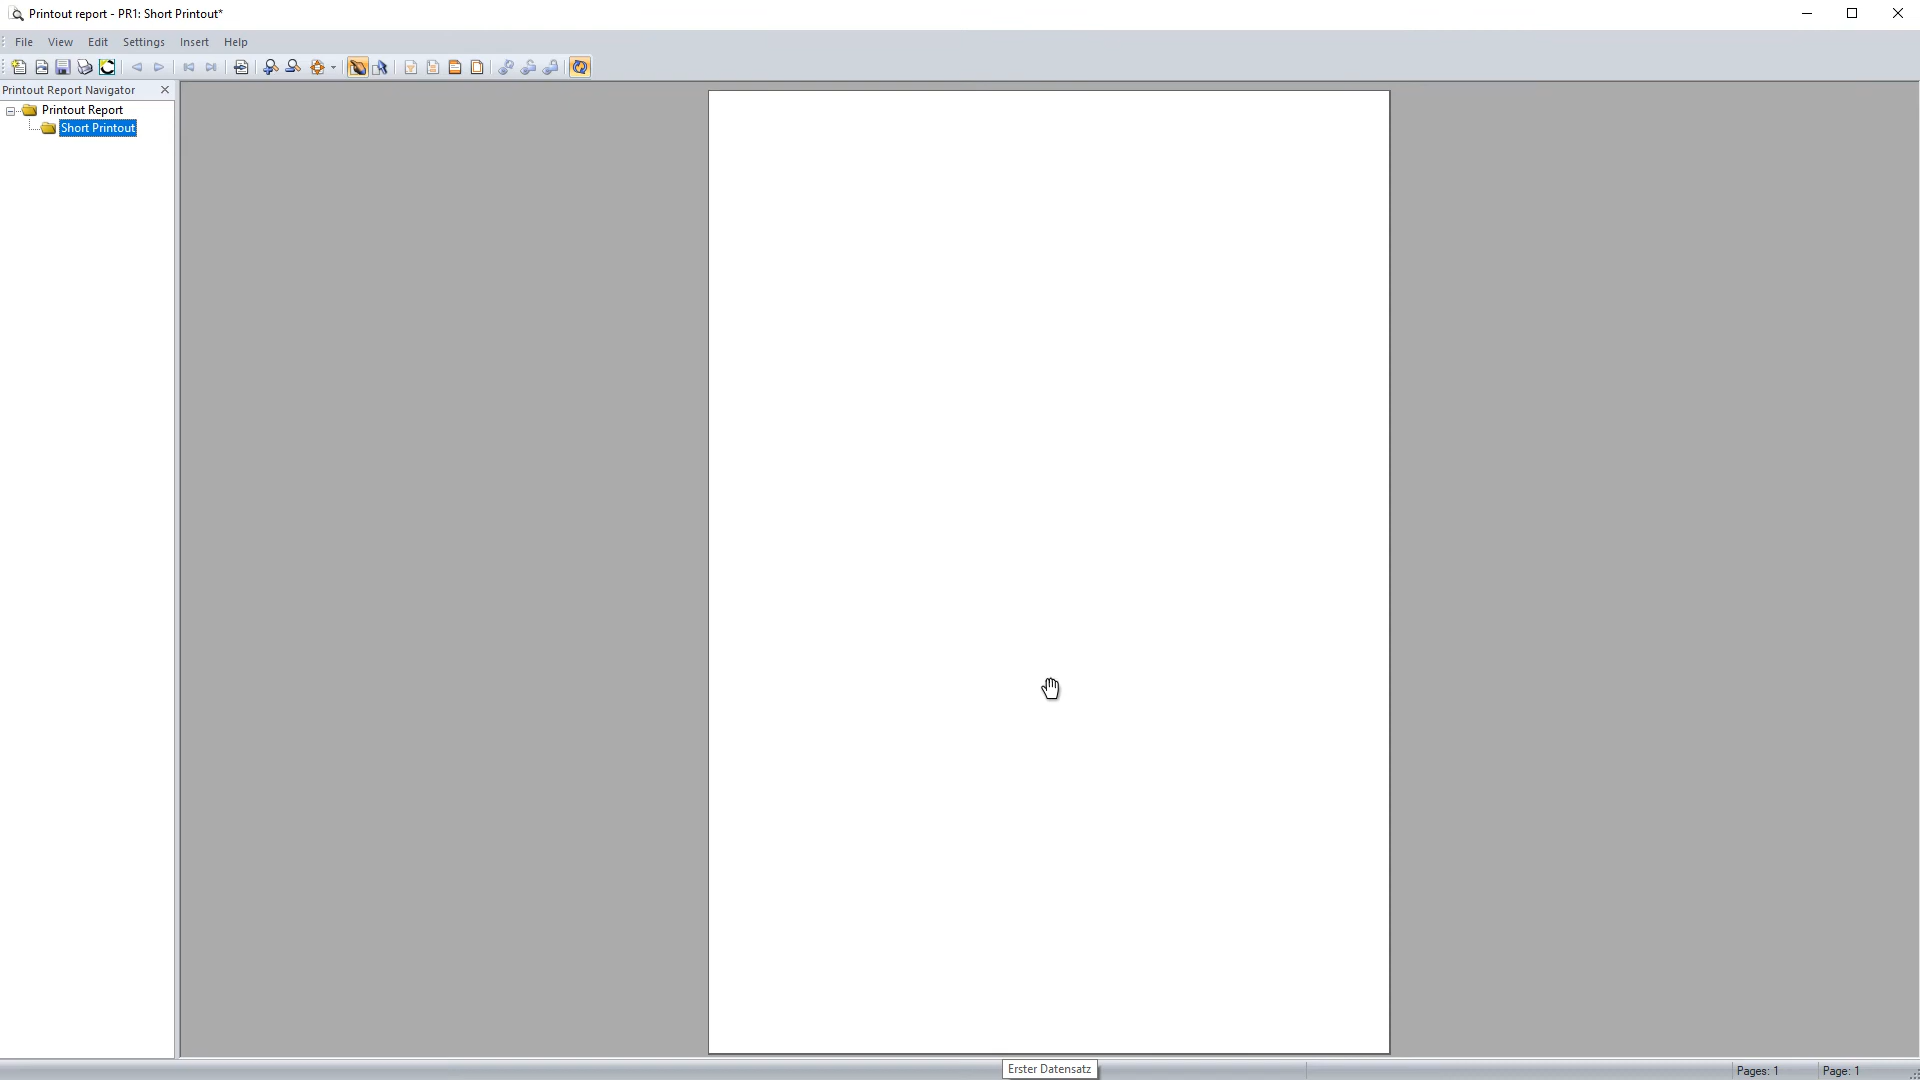 Printout report - PR1: Short Printout*
File View Edit Settings Insert Help
Printout Report Navigator
Printout Report
Short Printout
Erster Datensatz
Pages: 1 Page: 1